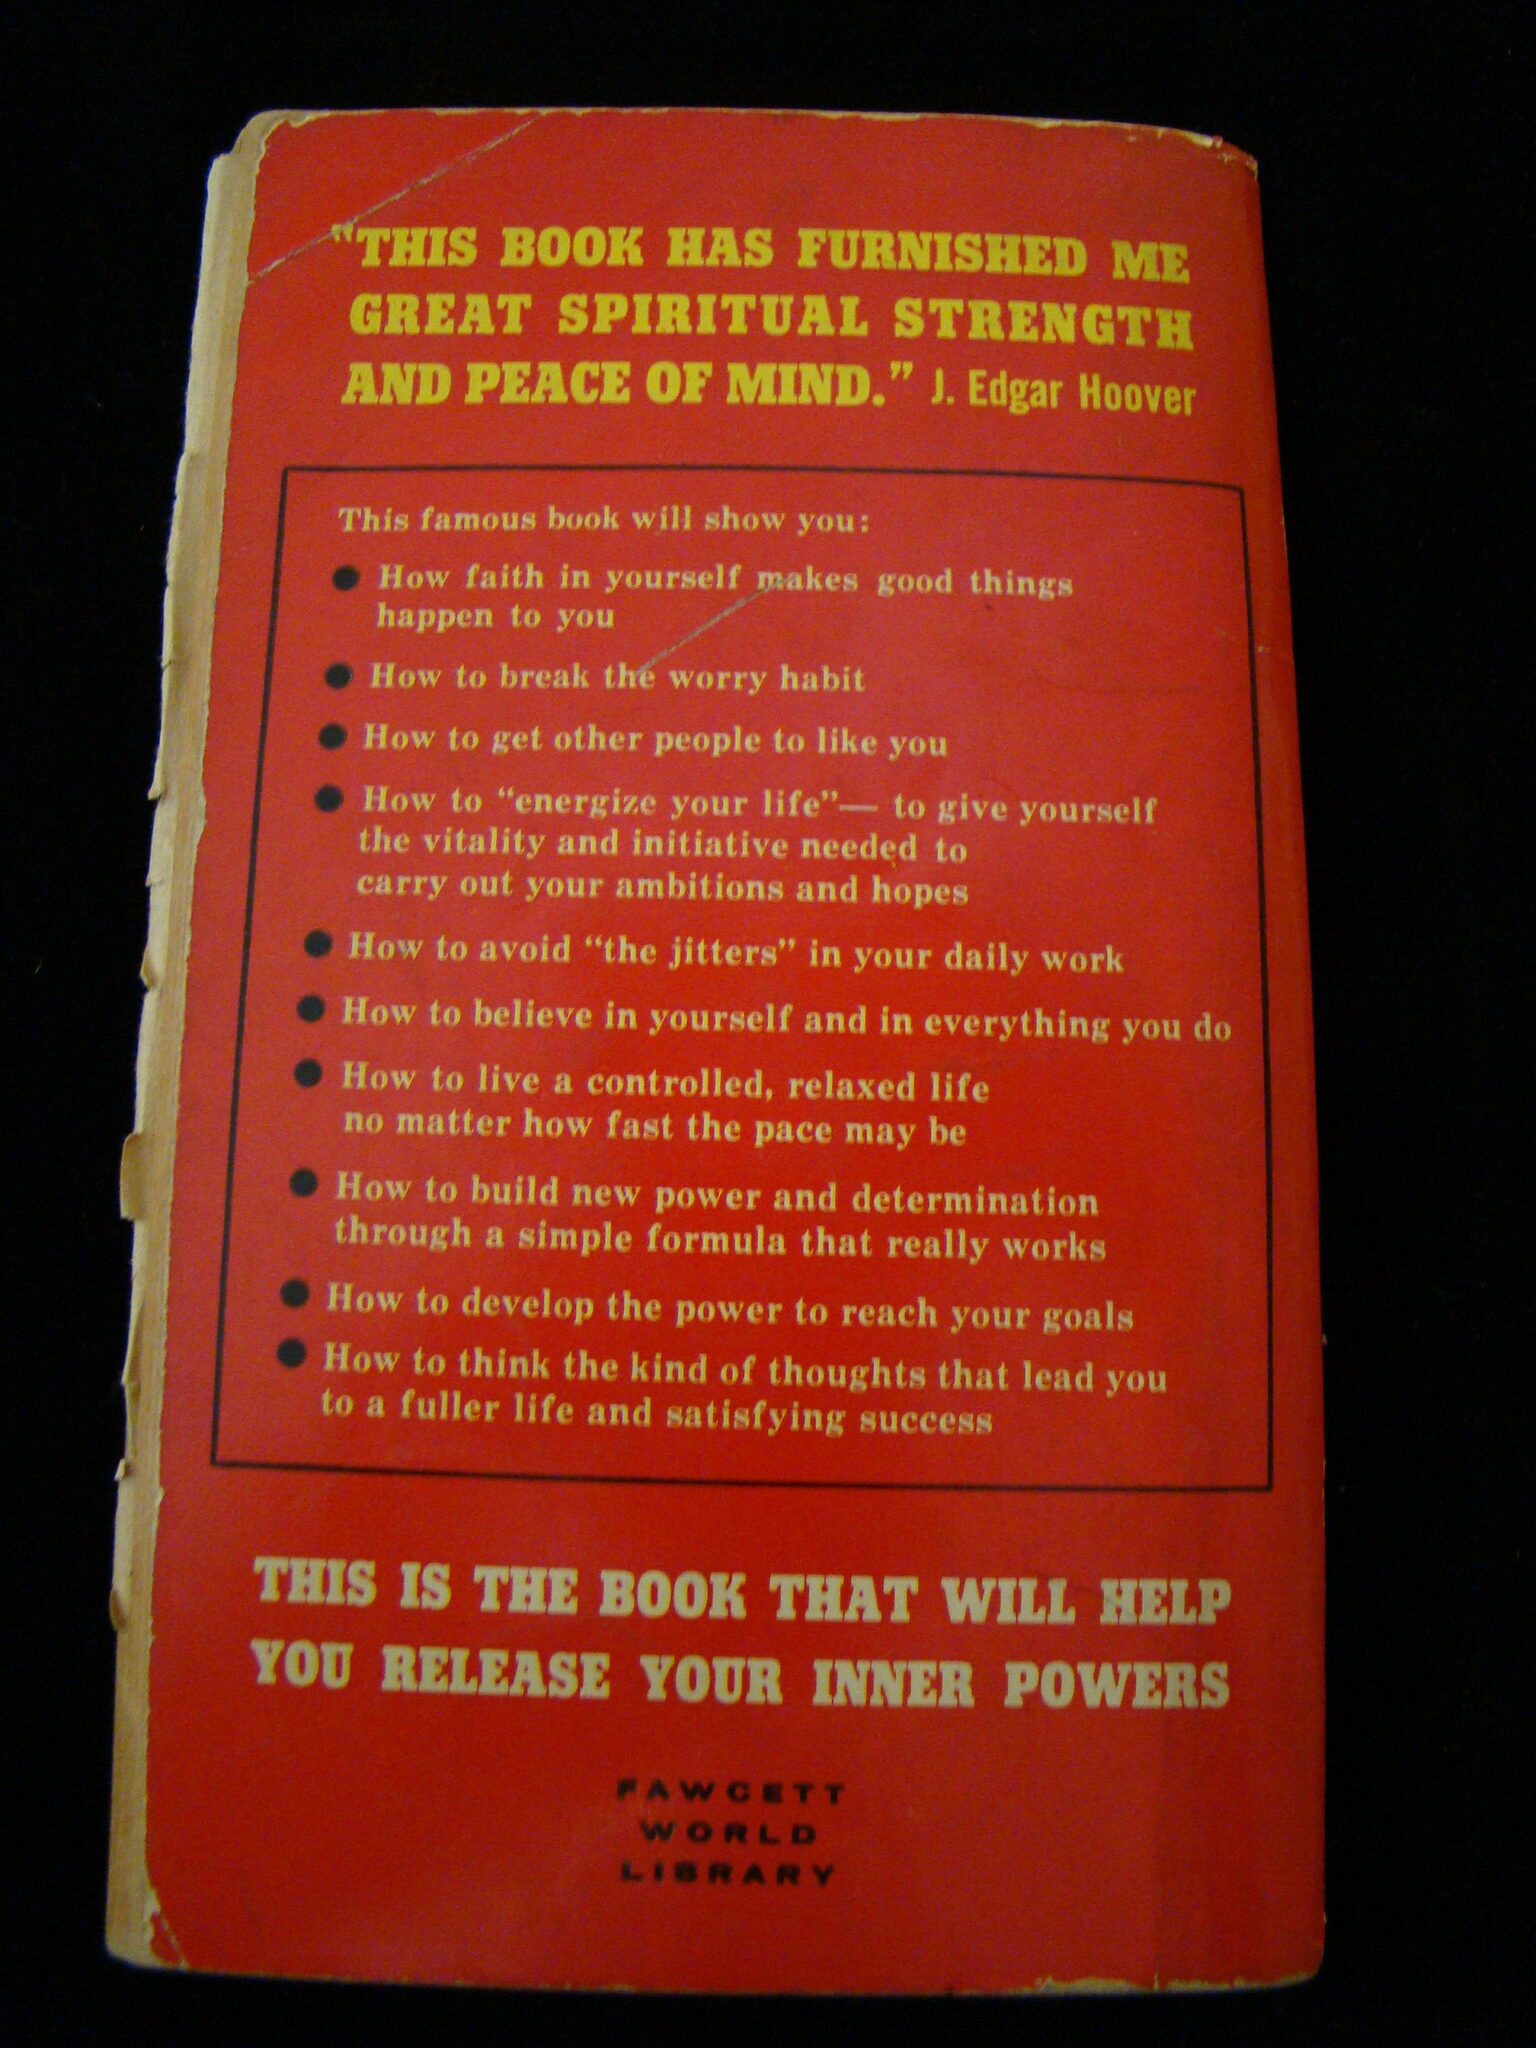 "THIS BOOK HAS FURNISHED ME
GREAT SPIRITUAL STRENGTH
AND PEACE OF MIND." J. Edgar Hoover
This famous book will show you:
● How faith in yourself makes good things
happen to you
● How to break the worry habit
● How to get other people to like you
● How to "energize your life"— to give yourself
the vitality and initiative needed to
carry out your ambitions and hopes
● How to avoid "the jitters" in your daily work
● How to believe in yourself and in everything you do
● How to live a controlled, relaxed life
no matter how fast the pace may be
● How to build new power and determination
through a simple formula that really works
● How to develop the power to reach your goals
● How to think the kind of thoughts that lead you
to a fuller life and satisfying success
THIS IS THE BOOK THAT WILL HELP
YOU RELEASE YOUR INNER POWERS
FAWCETT
WORLD
LIBRARY